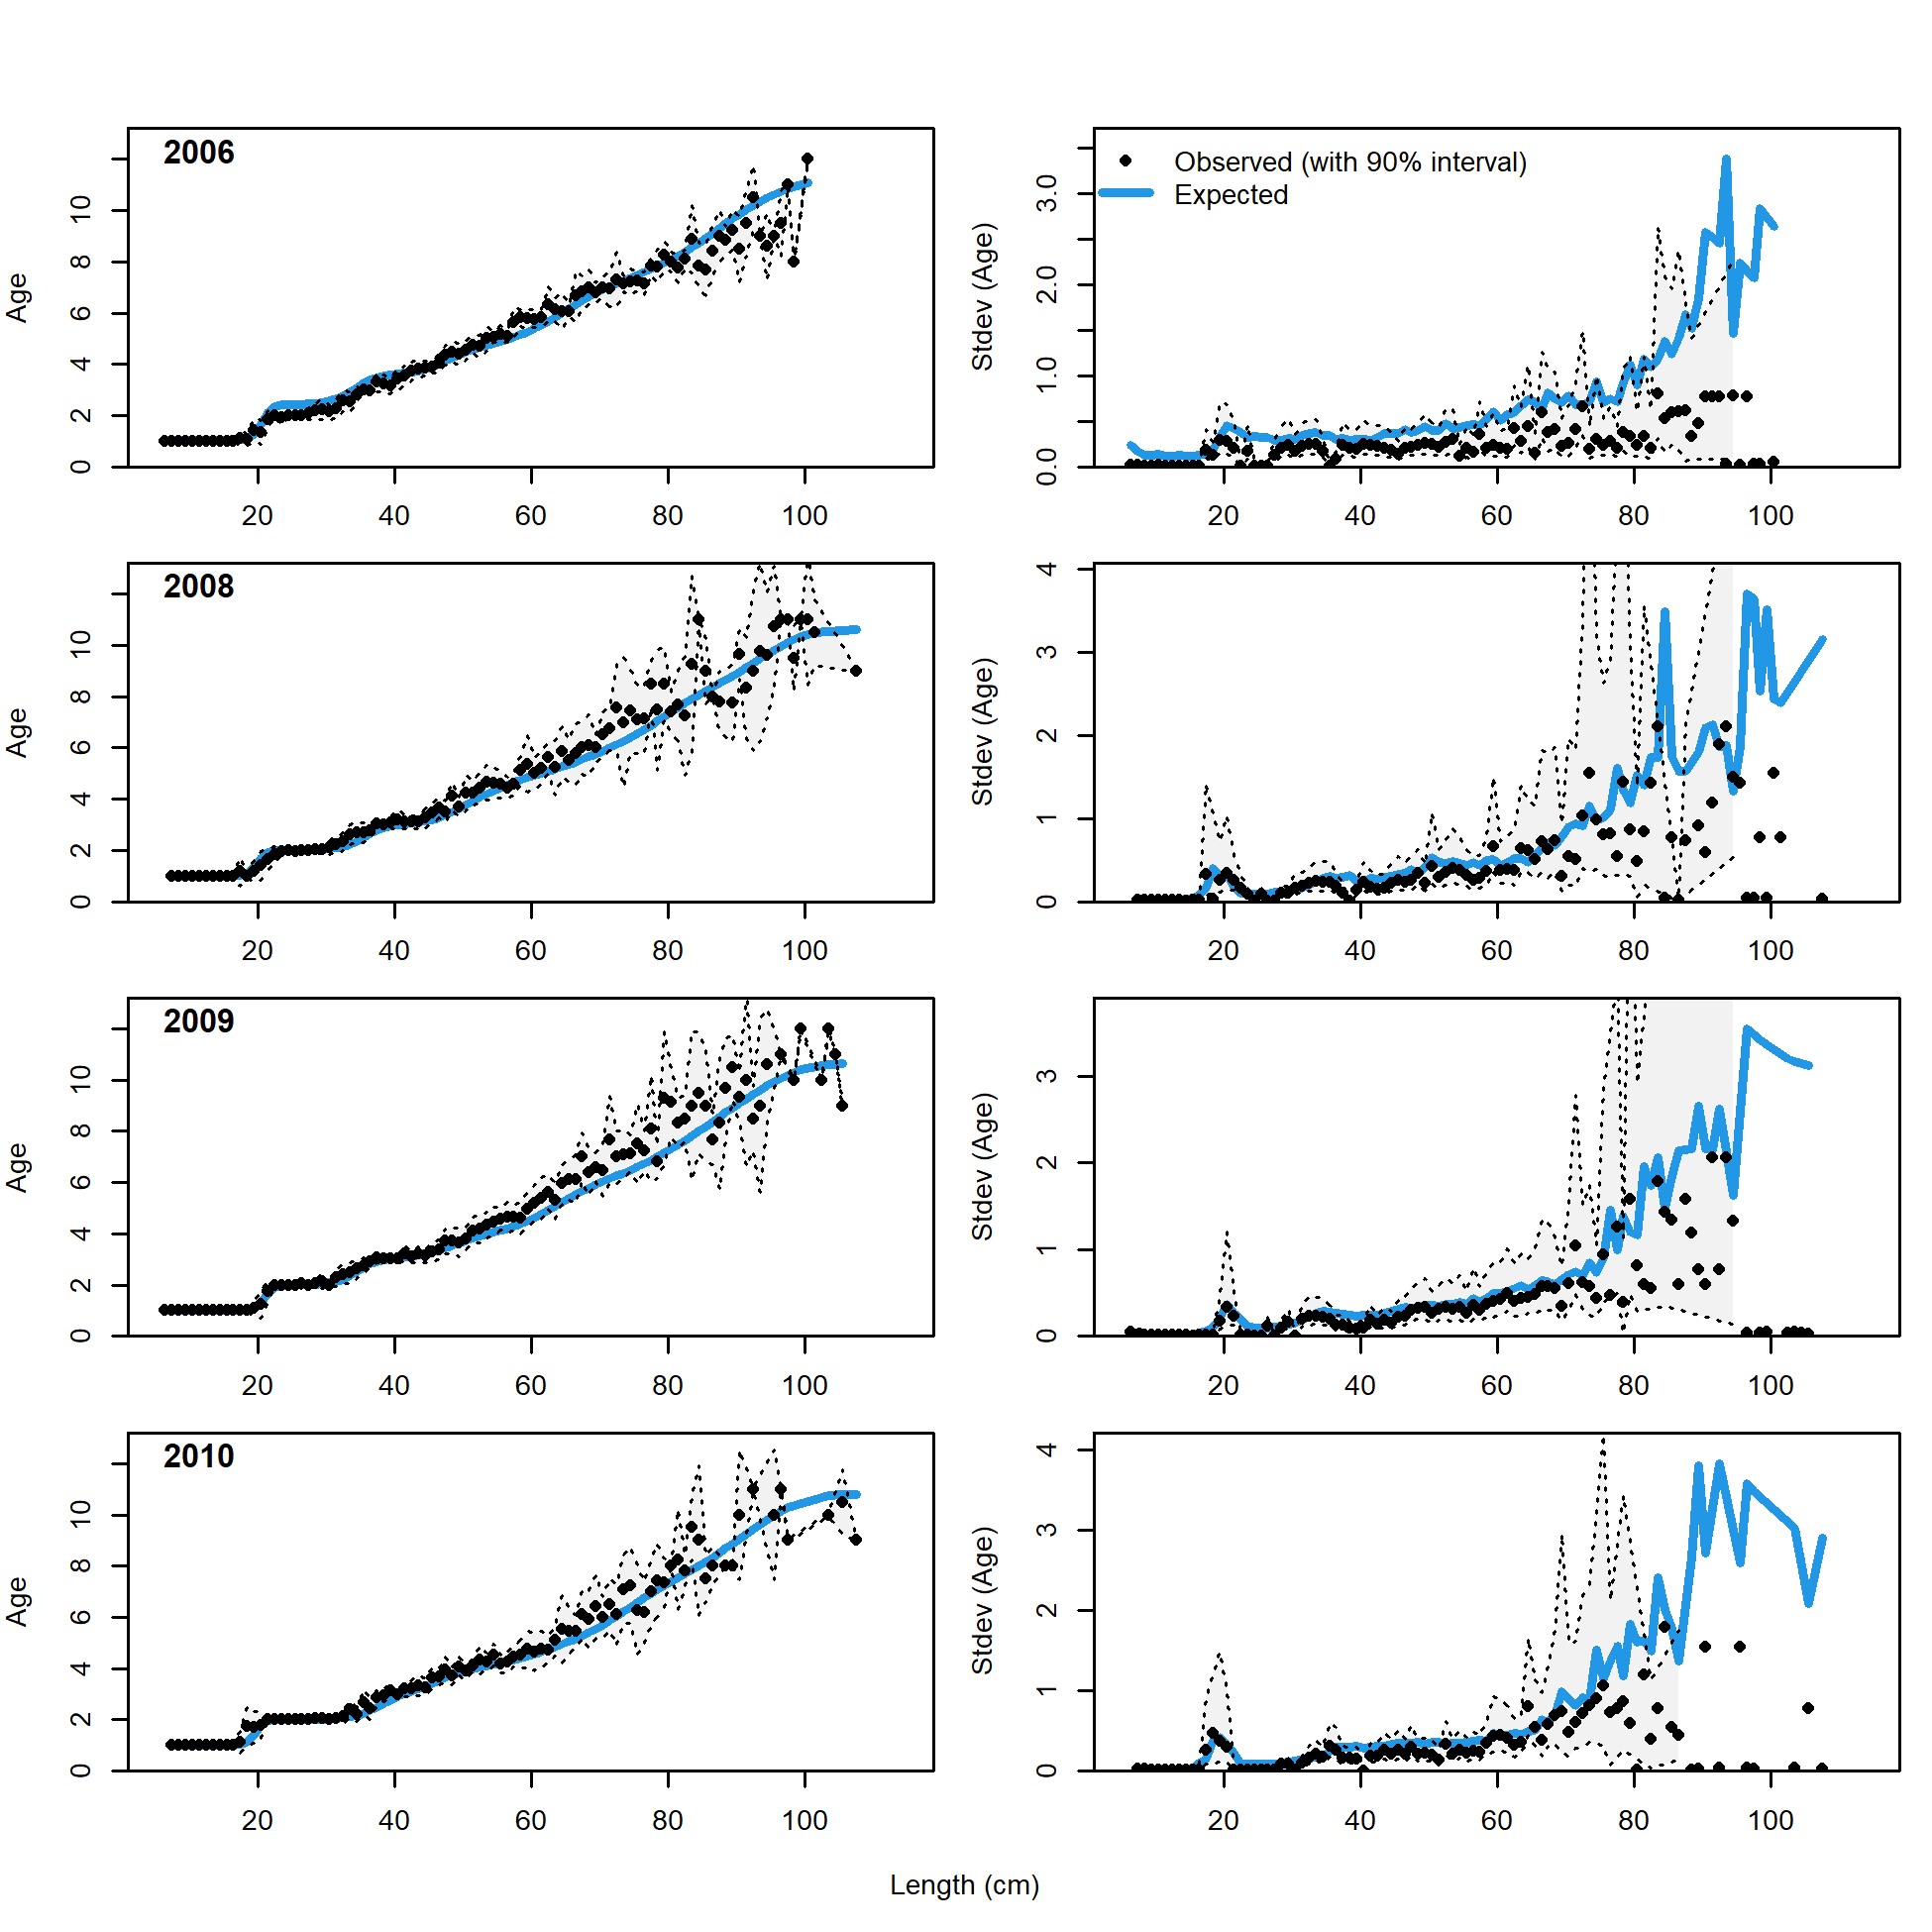 2006
Age
0 2 4 6 8 10
20 40 60 80 100
Observed (with 90% interval)
Expected
Stdev (Age)
0.0 1.0 2.0 3.0
20 40 60 80 100
2008
Age
0 2 4 6 8 10
20 40 60 80 100
Stdev (Age)
0 1 2 3 4
20 40 60 80 100
2009
Age
0 2 4 6 8 10
20 40 60 80 100
Stdev (Age)
0 1 2 3
20 40 60 80 100
2010
Age
0 2 4 6 8 10
20 40 60 80 100
Stdev (Age)
0 1 2 3 4
20 40 60 80 100
Length (cm)